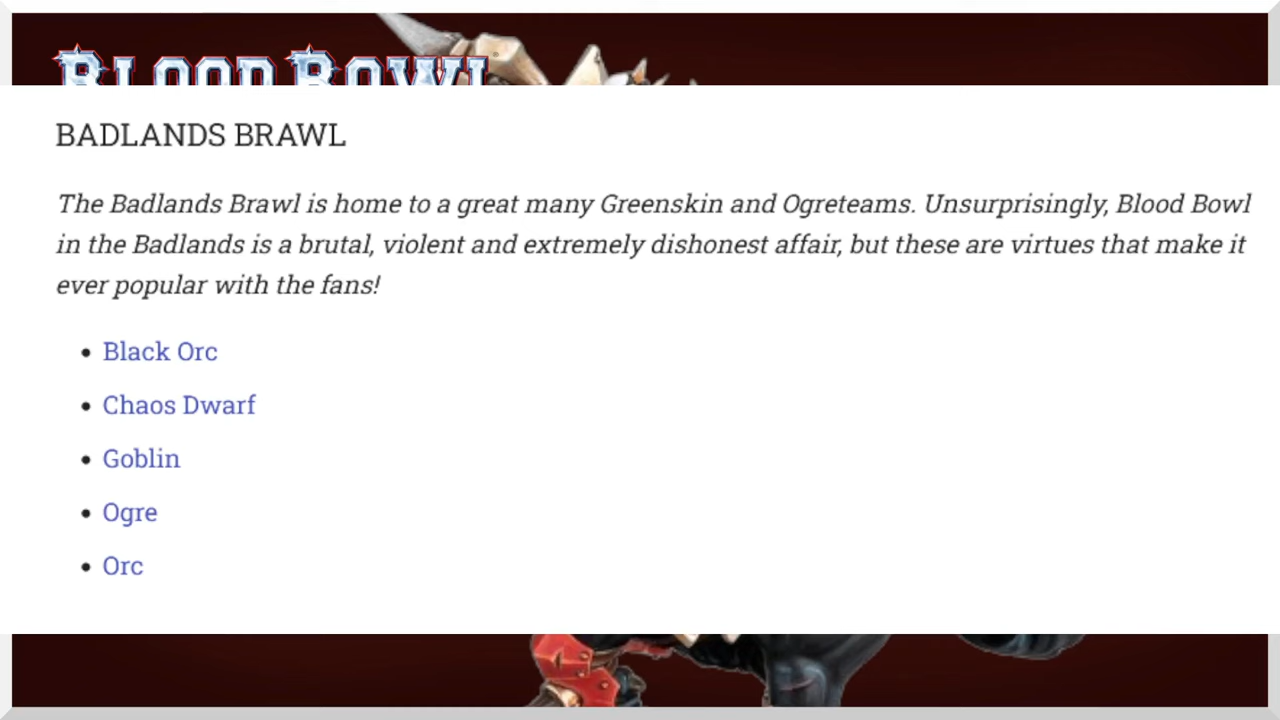 BLOOD BOWL
BADLANDS BRAWL
The Badlands Brawl is home to a great many Greenskin and Ogreteams. Unsurprisingly, Blood Bowl
in the Badlands is a brutal, violent and extremely dishonest affair, but these are virtues that make it
ever popular with the fans!
Black Orc
Chaos Dwarf
Goblin
Ogre
Orc